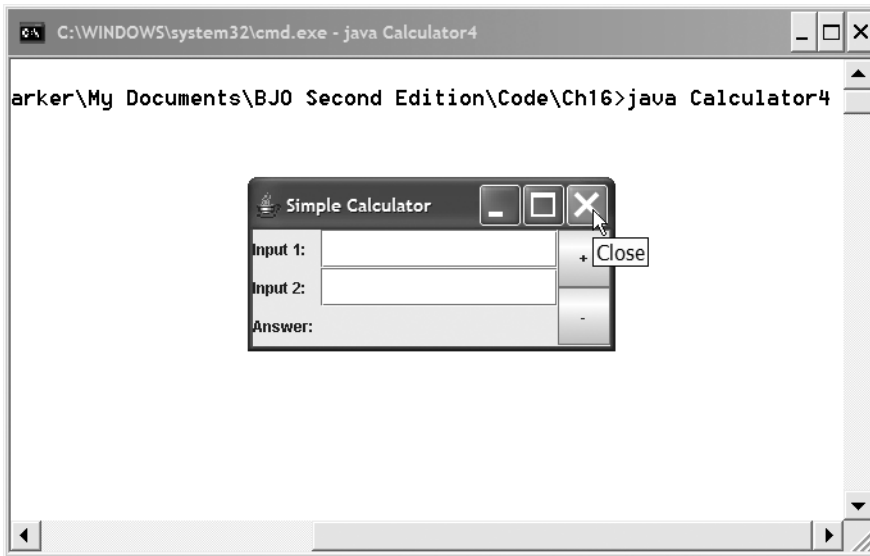 C:\WINDOWS\system32\cmd.exe - java Calculator4
arker\My Documents\BJO Second Edition\Code\Ch16>java Calculator4
Simple Calculator
Input 1:
+
Close
Input 2:
-
Answer: